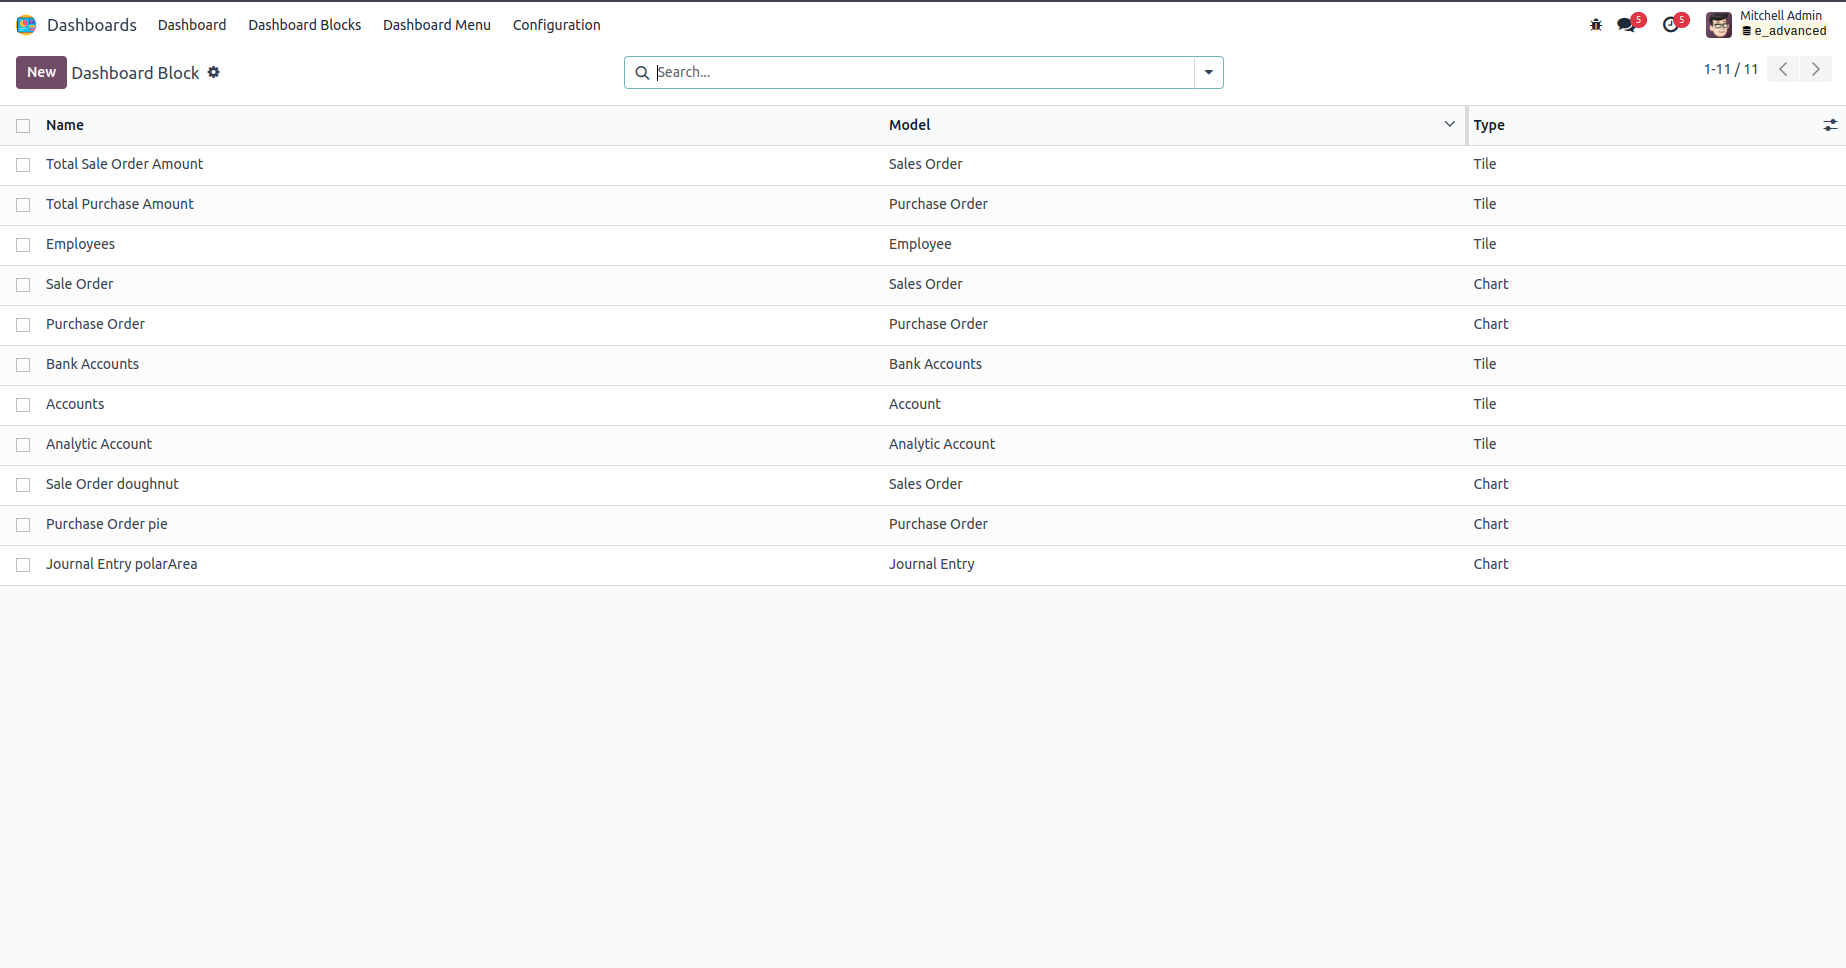 Dashboards Dashboard Dashboard Blocks Dashboard Menu Configuration 5 5 Mitchell Admin
e_advanced
New Dashboard Block Search... 1-11 / 11
Name Model Type
Total Sale Order Amount Sales Order Tile
Total Purchase Amount Purchase Order Tile
Employees Employee Tile
Sale Order Sales Order Chart
Purchase Order Purchase Order Chart
Bank Accounts Bank Accounts Tile
Accounts Account Tile
Analytic Account Analytic Account Tile
Sale Order doughnut Sales Order Chart
Purchase Order pie Purchase Order Chart
Journal Entry polarArea Journal Entry Chart